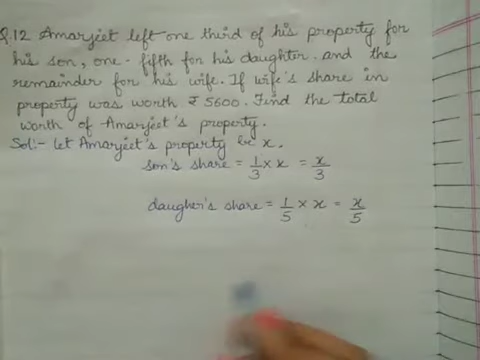 Q.12 Amarjeet left one third of his property for
his son, one-fifth for his daughter. and the
remainder for his wife. If wife's share in
property was worth ₹ 5600. Find the total
worth of Amarjeet's property.
Sol:- let Amarjeet's property be x.
son's share = 1/3 × x = x/3
daugher's share = 1/5 × x = x/5